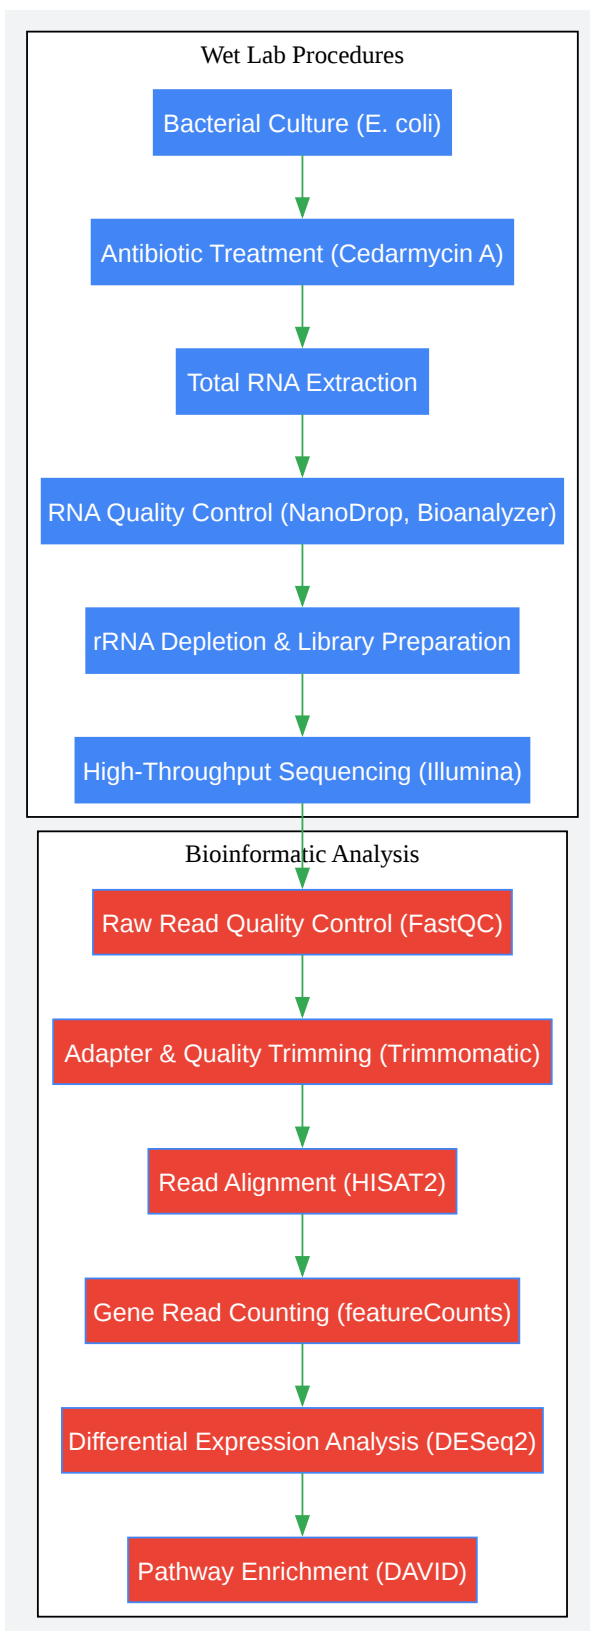 Wet Lab Procedures
Bacterial Culture (E. coli)
Antibiotic Treatment (Cedarmycin A)
Total RNA Extraction
RNA Quality Control (NanoDrop, Bioanalyzer)
rRNA Depletion & Library Preparation
High-Throughput Sequencing (Illumina)
Bioinformatic Analysis
Raw Read Quality Control (FastQC)
Adapter & Quality Trimming (Trimmomatic)
Read Alignment (HISAT2)
Gene Read Counting (featureCounts)
Differential Expression Analysis (DESeq2)
Pathway Enrichment (DAVID)